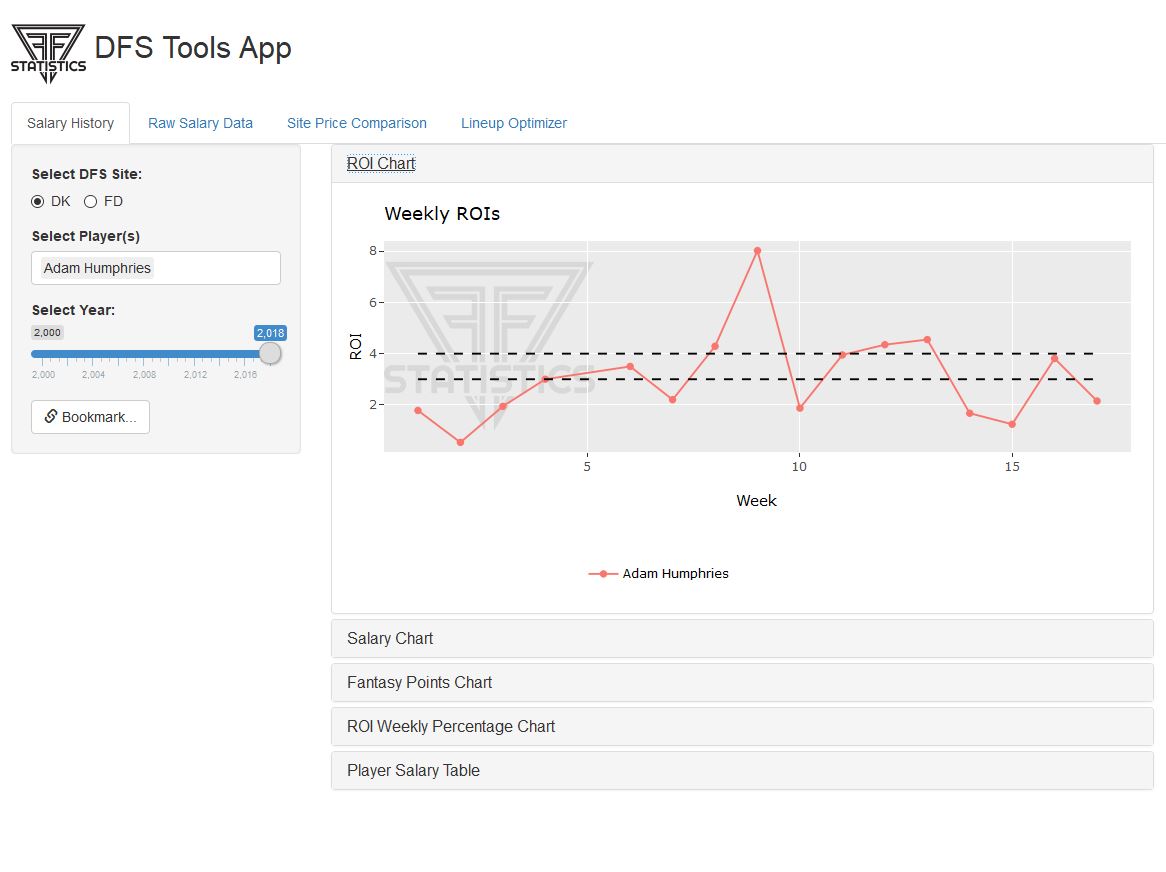 STATISTICS
DFS Tools App
Salary History Raw Salary Data Site Price Comparison Lineup Optimizer
Select DFS Site:
DK FD
Select Player(s)
Adam Humphries
Select Year:
2,000 2,018
2,000 2,004 2,008 2,012 2,016
Bookmark...
ROI Chart
Weekly ROIs
8
6
4
2
ROI
STATISTICS
5 10 15
Week
Adam Humphries
Salary Chart
Fantasy Points Chart
ROI Weekly Percentage Chart
Player Salary Table